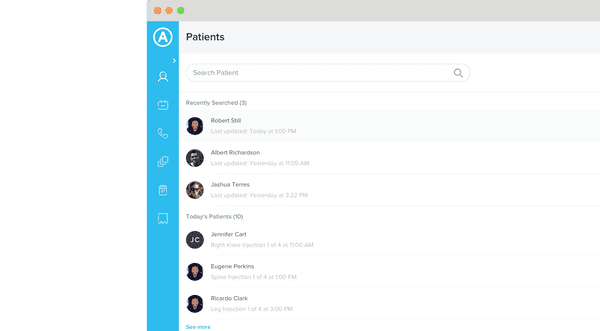 A
Patients
Search Patient
Recently Searched (3)
Robert Still
Last updated: Today at 1:00 PM
Albert Richardson
Last updated: Yesterday at 11:05 AM
Jashua Terres
Last updated: Yesterday at 3:22 PM
Today's Patients (10)
JC
Jennifer Cart
Right Knee Injection 1 of 4 at 11:00 AM
Eugene Perkins
Spine Injection 1 of 4 at 1:00 PM
Ricardo Clark
Leg Injection 1 of 4 at 3:00 PM
See more